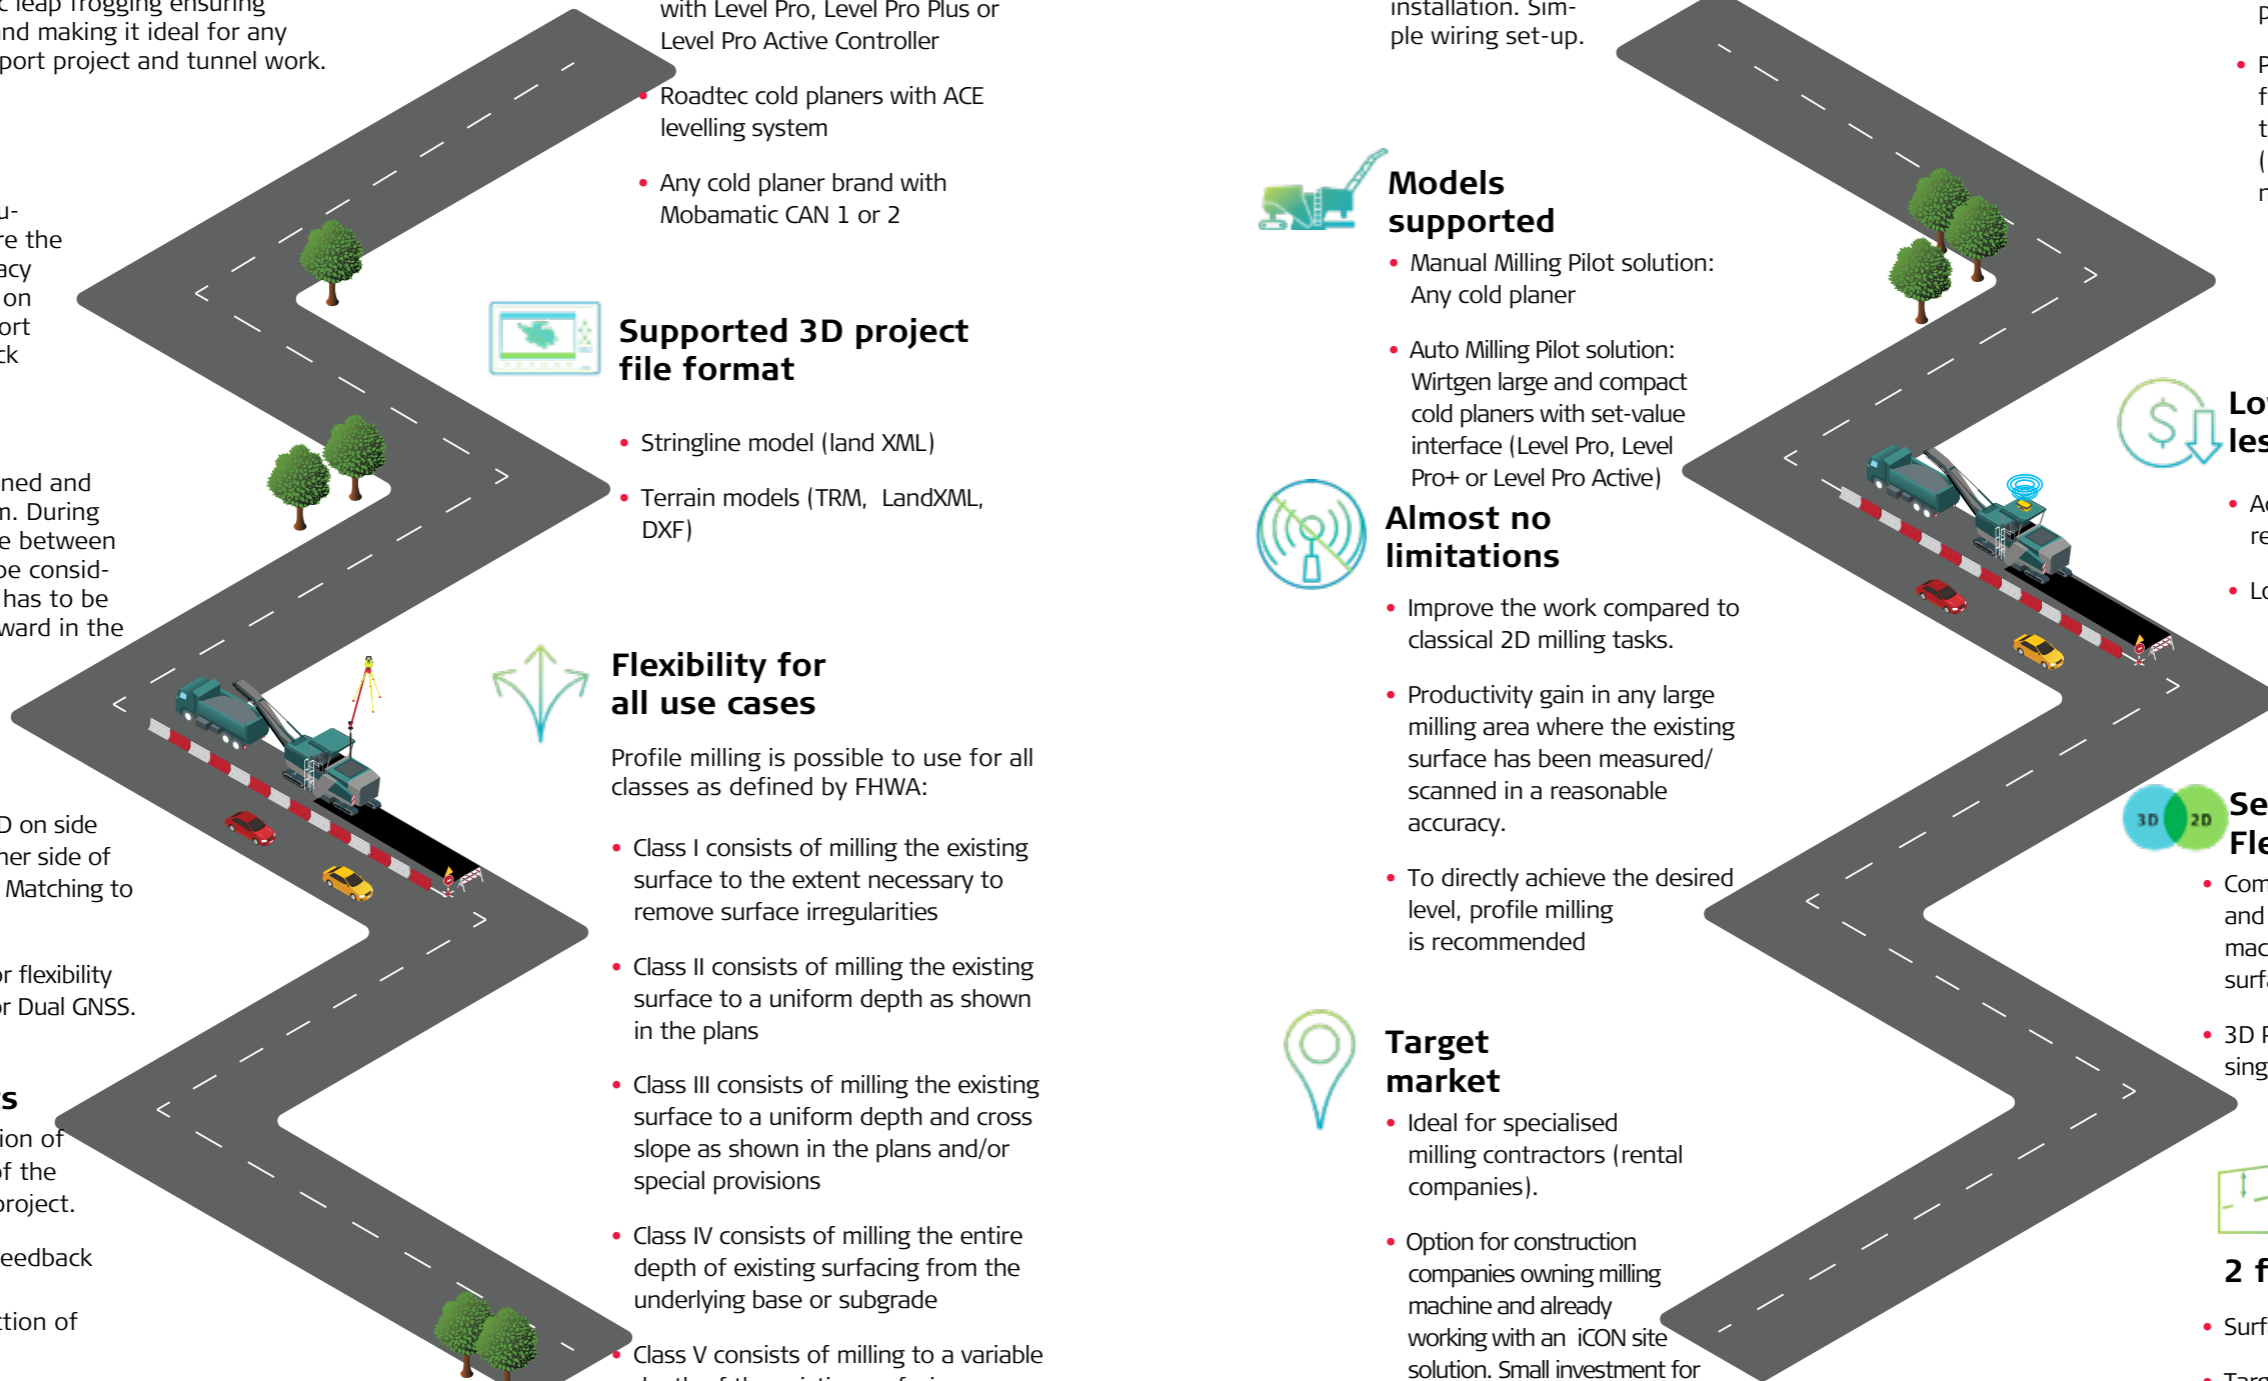 leap frogging ensuring
and making it ideal for any
port project and tunnel work.
u-
re the
acy
on
ort
ck
ned and
m. During
e between
be consid-
has to be
ward in the
D on side
ner side of
Matching to
or flexibility
or Dual GNSS.
ts
tion of
of the
project.
eedback
ction of
with Level Pro, Level Pro Plus or
Level Pro Active Controller
• Roadtec cold planers with ACE
levelling system
• Any cold planer brand with
Mobamatic CAN 1 or 2
Supported 3D project
file format
• Stringline model (land XML)
• Terrain models (TRM, LandXML,
DXF)
Flexibility for
all use cases
Profile milling is possible to use for all
classes as defined by FHWA:
• Class I consists of milling the existing
surface to the extent necessary to
remove surface irregularities
• Class II consists of milling the existing
surface to a uniform depth as shown
in the plans
• Class III consists of milling the existing
surface to a uniform depth and cross
slope as shown in the plans and/or
special provisions
• Class IV consists of milling the entire
depth of existing surfacing from the
underlying base or subgrade
• Class V consists of milling to a variable
installation. Sim-
ple wiring set-up.
Models
supported
• Manual Milling Pilot solution:
Any cold planer
• Auto Milling Pilot solution:
Wirtgen large and compact
cold planers with set-value
interface (Level Pro, Level
Pro+ or Level Pro Active)
Almost no
limitations
• Improve the work compared to
classical 2D milling tasks.
• Productivity gain in any large
milling area where the existing
surface has been measured/
scanned in a reasonable
accuracy.
• To directly achieve the desired
level, profile milling
is recommended
Target
market
• Ideal for specialised
milling contractors (rental
companies).
• Option for construction
companies owning milling
machine and already
working with an iCON site
solution. Small investment for
P
• P
f
t
(
n
$
Lo
les
• Ac
re
• Lo
3D 2D
Se
Fle
• Com
and
mac
surfa
• 3D P
sing
2 f
• Surf
• Targ